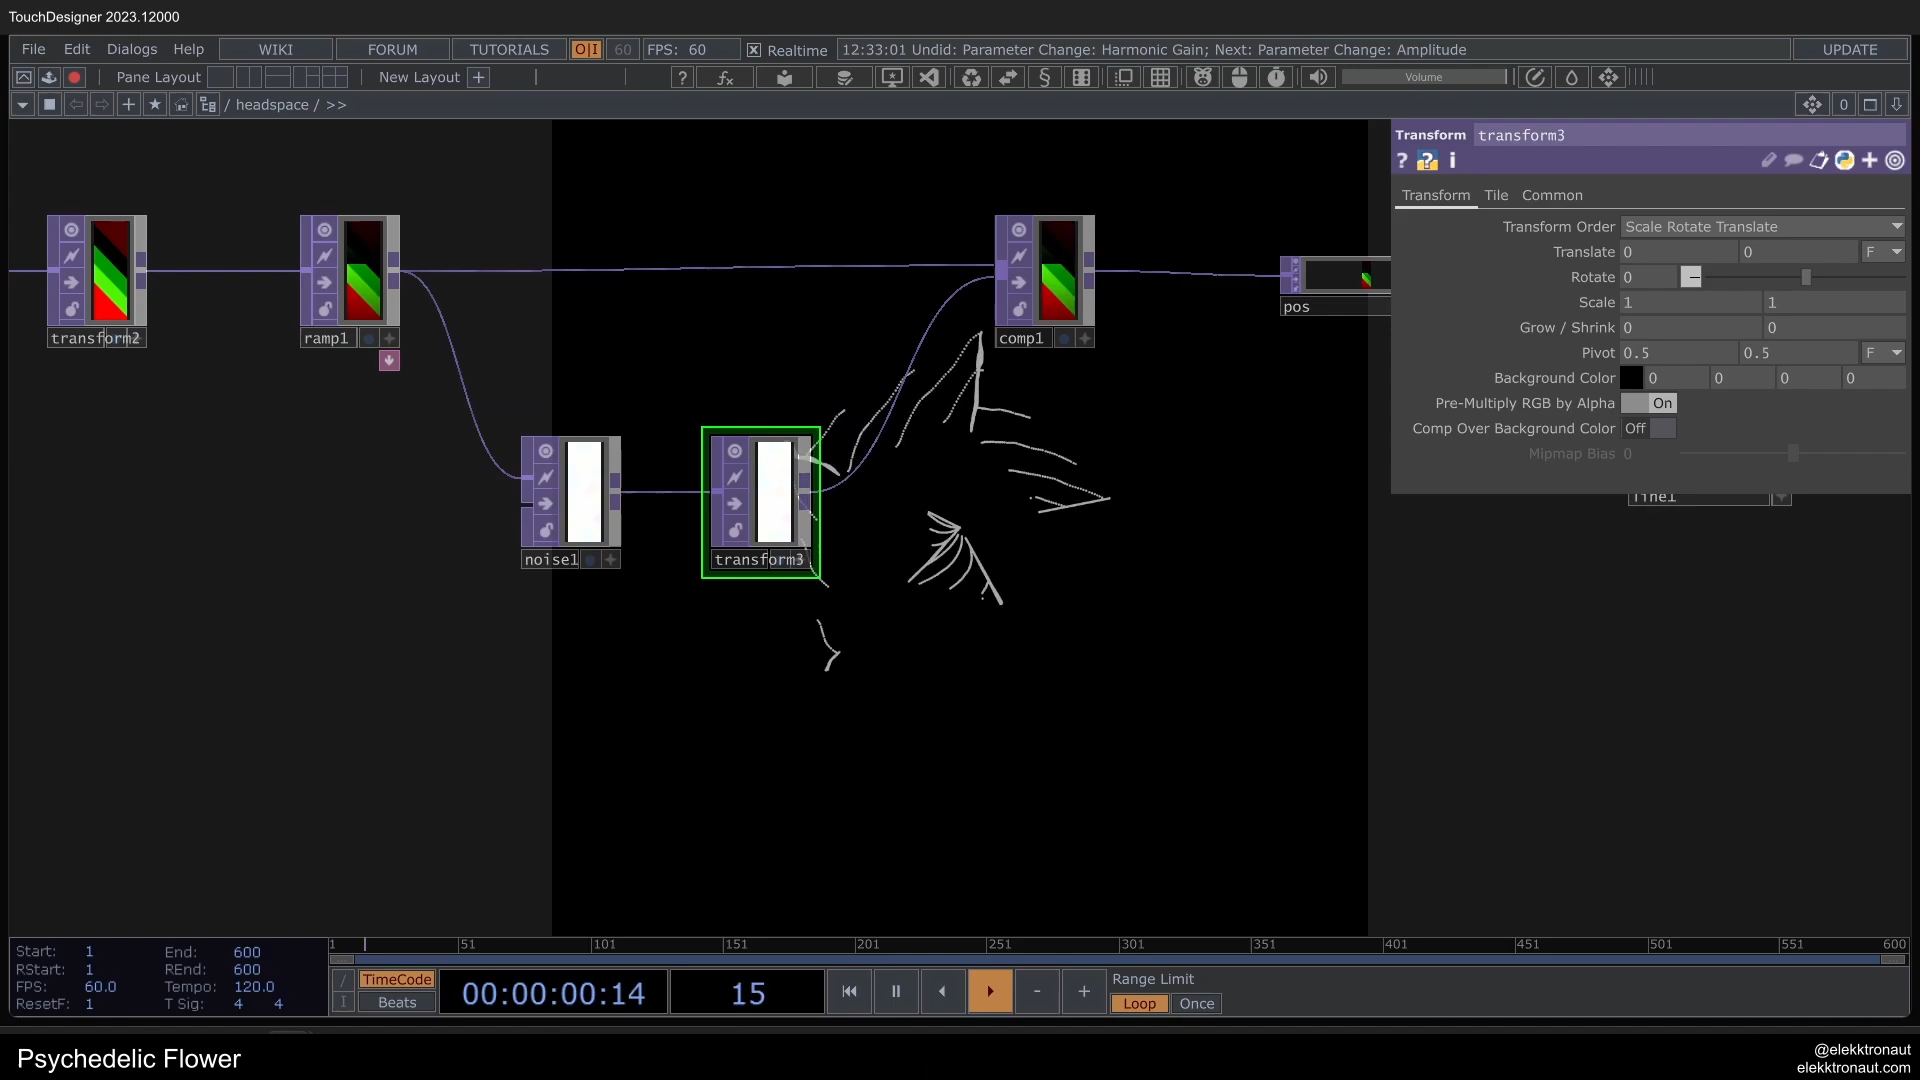 TouchDesigner 2023.12000
File Edit Dialogs Help WIKI FORUM TUTORIALS O|I 60 FPS: 60 Realtime 12:33:01 Undid: Parameter Change: Harmonic Gain; Next: Parameter Change: Amplitude UPDATE
Pane Layout New Layout + ? fx Volume
/ headspace / >> 0
Transform transform3
? ? i
Transform Tile Common
Transform Order Scale Rotate Translate
Translate 0 0 F
Rotate 0
Scale 1 1
Grow / Shrink 0 0
Pivot 0.5 0.5 F
Background Color 0 0 0 0
Pre-Multiply RGB by Alpha On
Comp Over Background Color Off
Mipmap Bias 0
transform2
ramp1
comp1
pos
line1
noise1
transform3
1 51 101 151 201 251 301 351 401 451 501 551 600
Start: 1 End: 600
RStart: 1 REnd: 600
FPS: 60.0 Tempo: 120.0
ResetF: 1 T Sig: 4 4
TimeCode
Beats
00:00:00:14
15
- +
Range Limit
Loop Once
Psychedelic Flower
@elekktronaut
elekktronaut.com